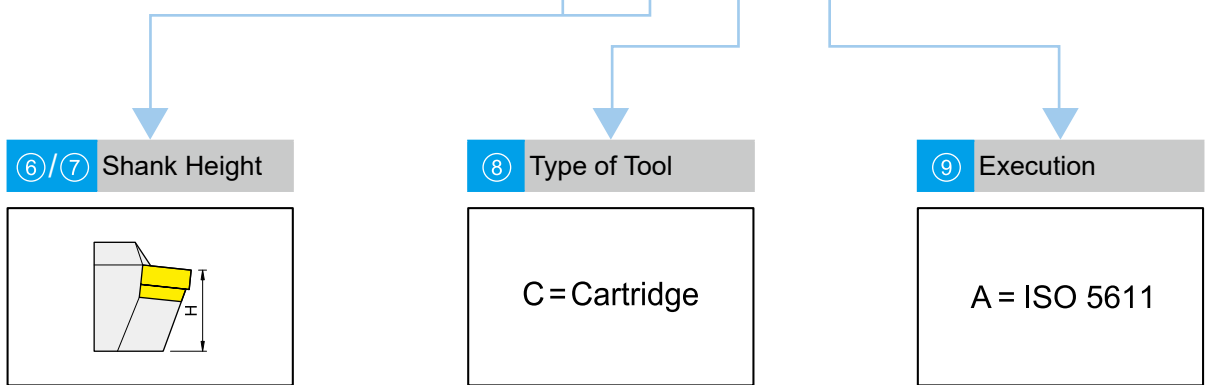 ⑥/⑦ Shank Height
⑧ Type of Tool
⑨ Execution
H
C=Cartridge
A = ISO 5611